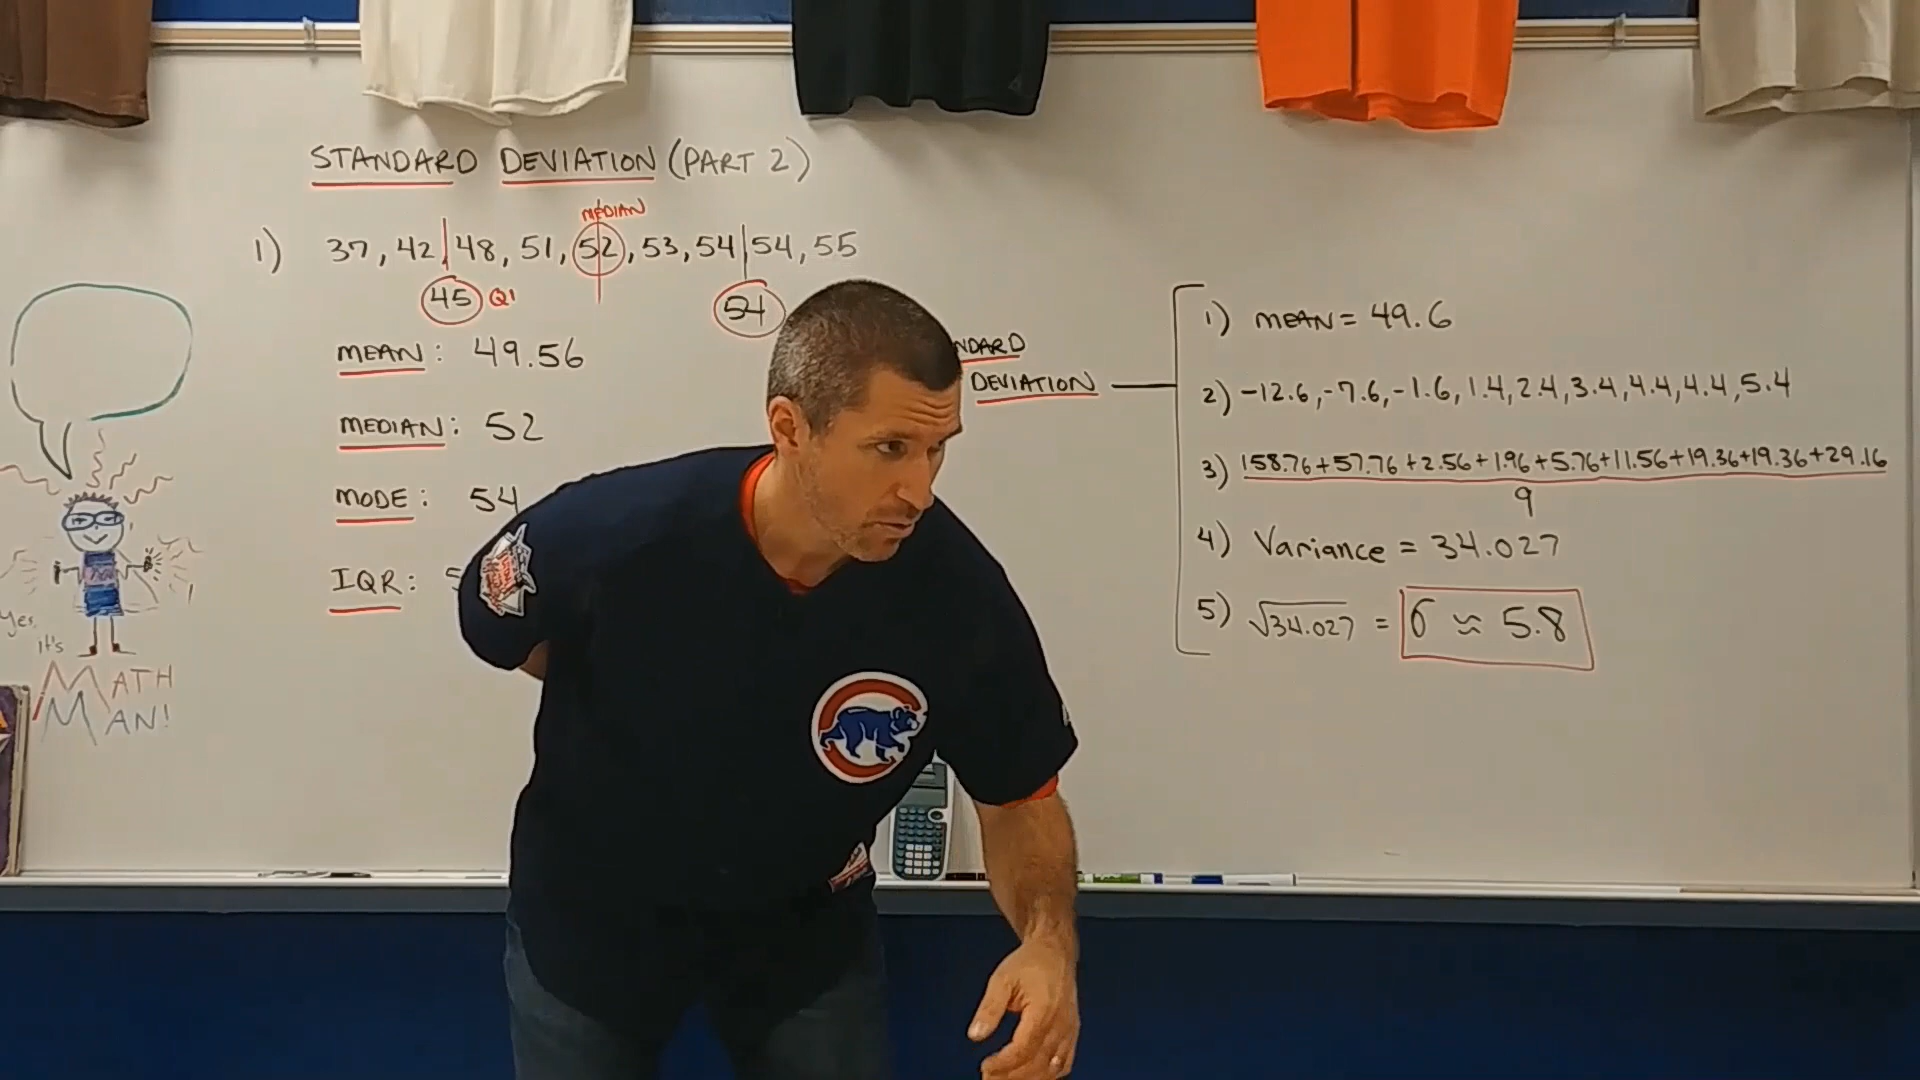 STANDARD DEVIATION (PART 2)
MEDIAN
1) 37, 42 48, 51, 52, 53, 54 54, 55
45 Q1 54
MEAN: 49.56
MEDIAN: 52
MODE: 54
IQR:
DEVIATION
1) MEAN = 49.6
2) -12.6, -7.6, -1.6, 1.4, 2.4, 3.4, 4.4, 4.4, 5.4
3) 158.76+57.76+2.56+1.96+5.76+11.56+19.36+19.36+29.16
9
4) Variance = 34.027
5) √34.027 = σ ≈ 5.8
Yes,
it's
MATH
MAN!